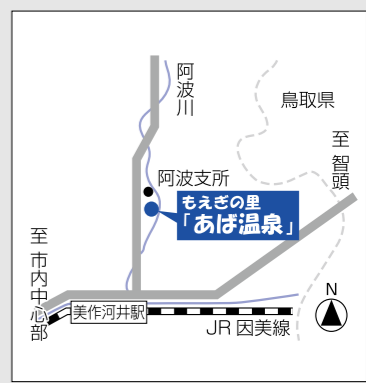 阿波川
鳥取県
至 智頭
阿波支所
もえぎの里
「あば温泉」
至 市内中心部
美作河井駅
JR因美線
N